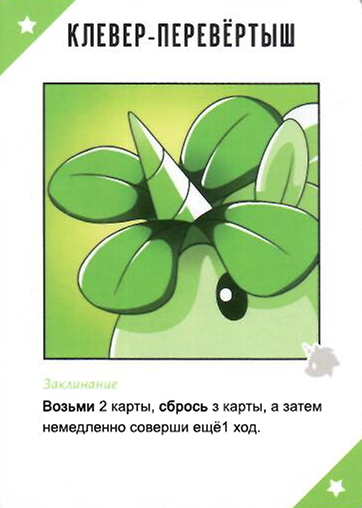 КЛЕВЕР-ПЕРЕВЁРТЫШ
Заклинание
Возьми 2 карты, сбрось 3 карты, а затем
немедленно соверши ещё1 ход.